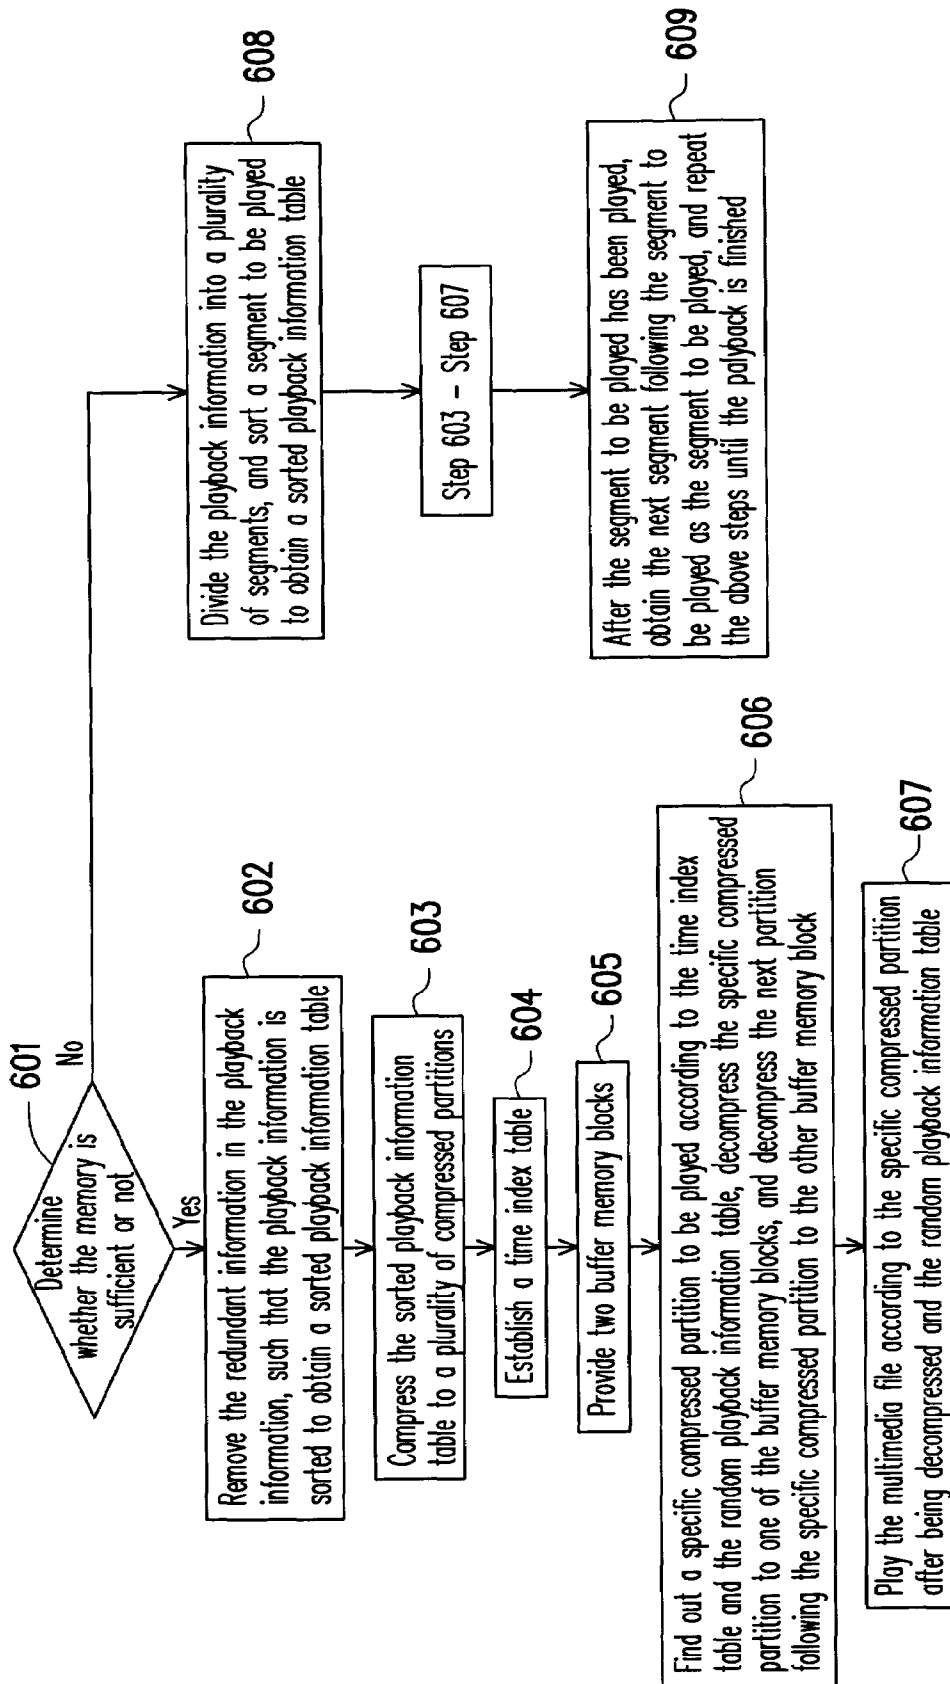 601
Determine
whether the memory is
sufficient or not
No
Yes
602
Remove the redundant information in the playback
information, such that the playback information is
sorted to obtain a sorted playback information table
603
Compress the sorted playback information
table to a plurality of compressed partitions
604
Establish a time index table
605
Provide two buffer memory blocks
606
Find out a specific compressed partition to be played according to the time index
table and the random playback information table, decompress the specific compressed
partition to one of the buffer memory blocks, and decompress the next partition
following the specific compressed partition to the other buffer memory block
607
Play the multimedia file according to the specific compressed partition
after being decompressed and the random playback information table
608
Divide the playback information into a plurality
of segments, and sort a segment to be played
to obtain a sorted playback information table
Step 603 - Step 607
609
After the segment to be played has been played,
obtain the next segment following the segment to
be played as the segment to be played, and repeat
the above steps until the palyback is finished